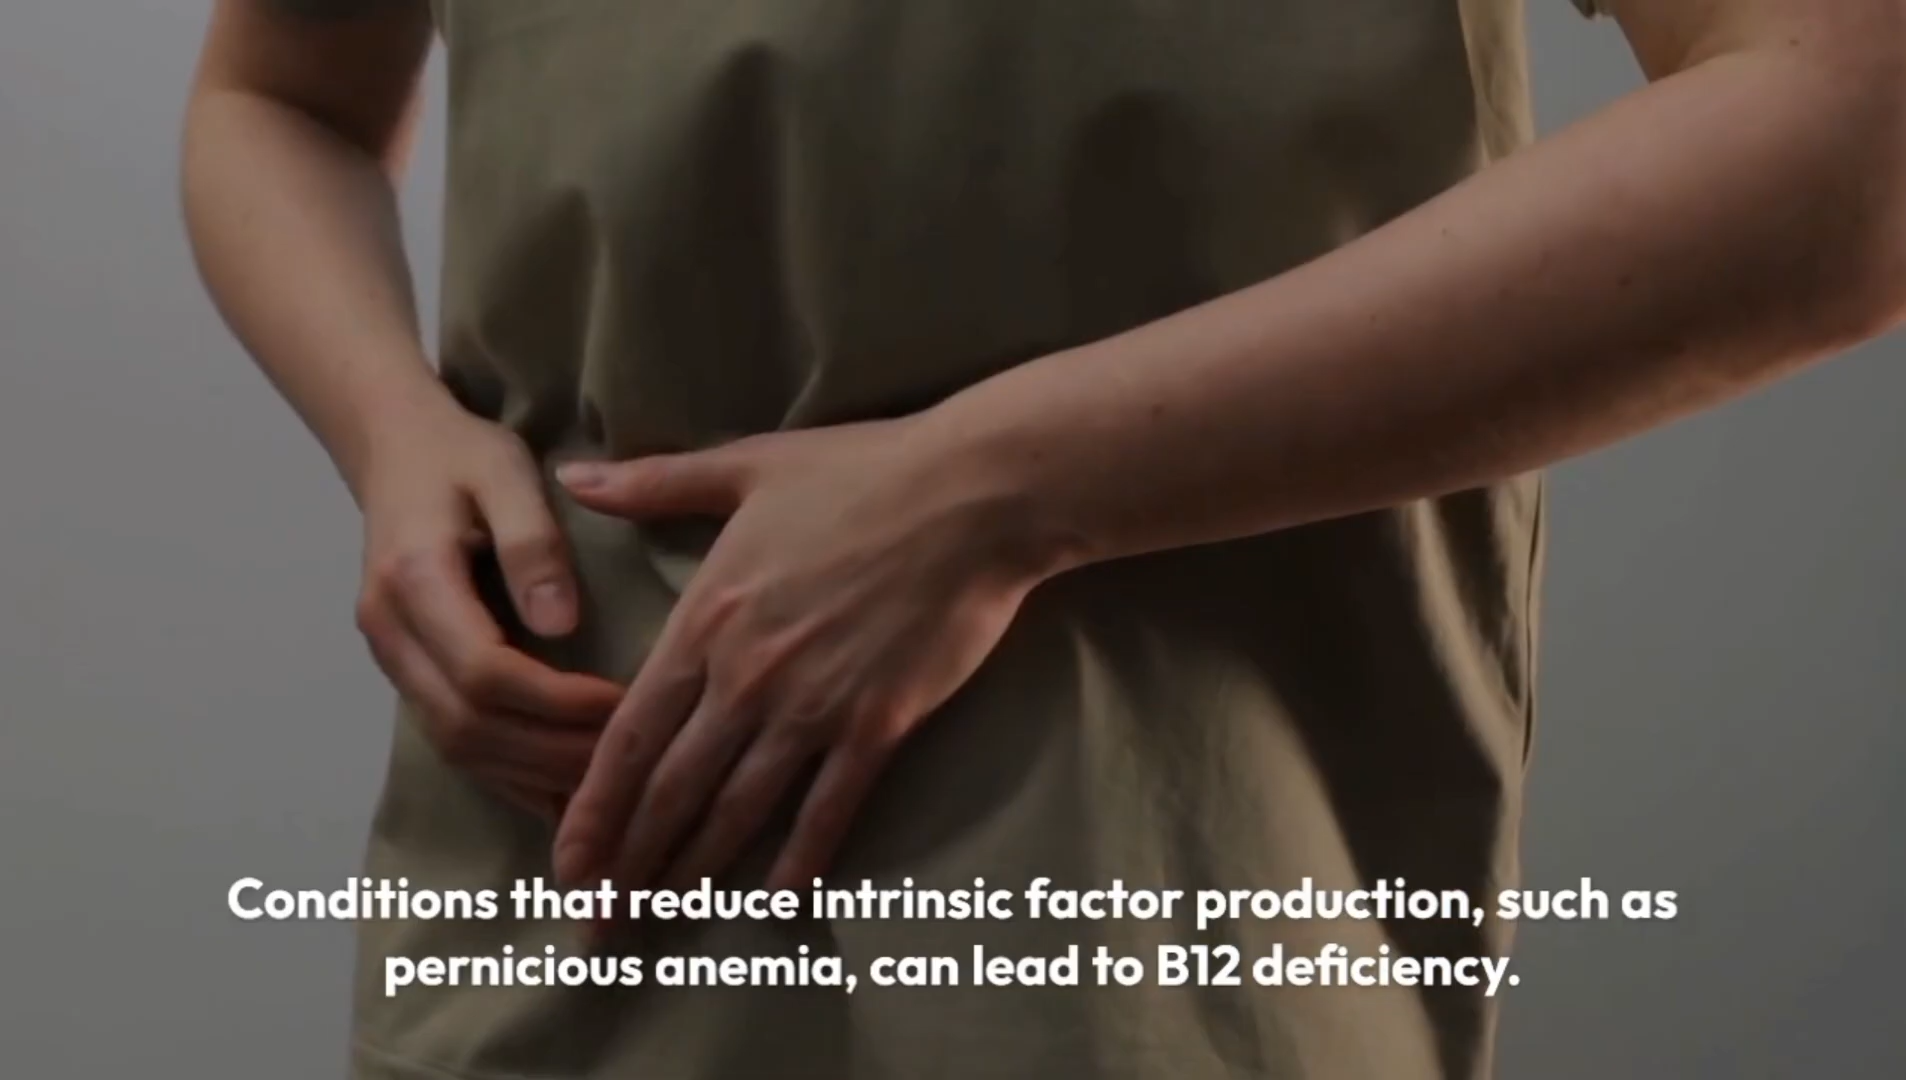 Conditions that reduce intrinsic factor production, such as
pernicious anemia, can lead to B12 deficiency.